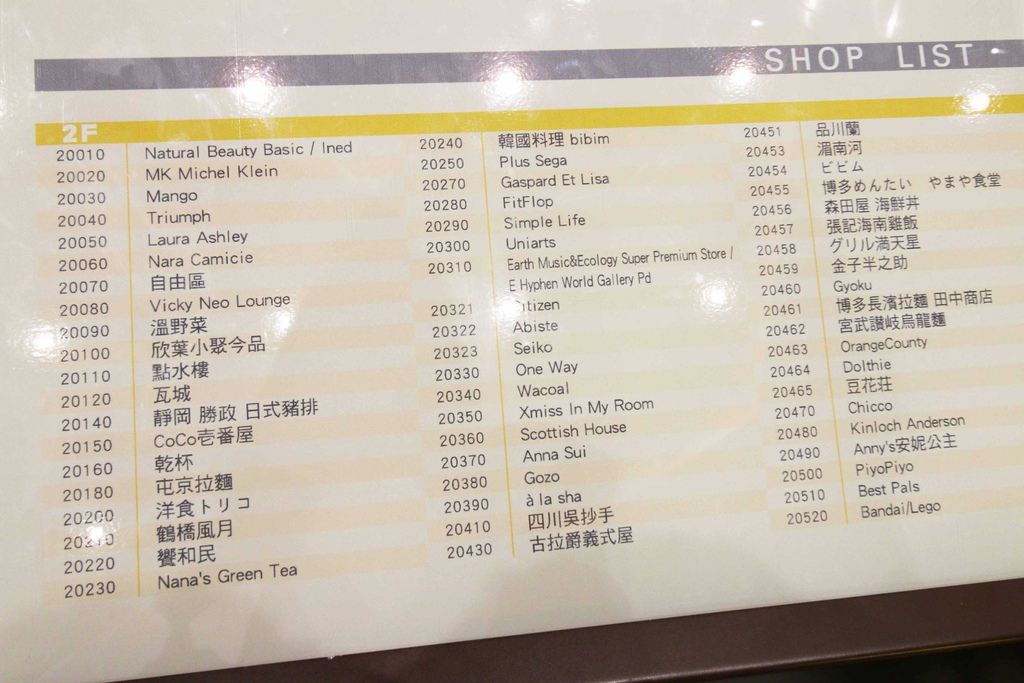 SHOP LIST
2F
20010 Natural Beauty Basic / Ined
20020 MK Michel Klein
20030 Mango
20040 Triumph
20050 Laura Ashley
20060 Nara Camicie
20070 自由區
20080 Vicky Neo Lounge
20090 溫野菜
20100 欣葉小聚今品
20110 點水樓
20120 瓦城
20140 靜岡 勝政 日式豬排
20150 CoCo壱番屋
20160 乾杯
20180 屯京拉麵
20200 洋食トリコ
20210 鶴橋風月
20220 饗和民
20230 Nana's Green Tea
20240 韓國料理 bibim
20250 Plus Sega
20270 Gaspard Et Lisa
20280 FitFlop
20290 Simple Life
20300 Uniarts
20310 Earth Music&Ecology Super Premium Store /
E Hyphen World Gallery Pd
20321 Citizen
20322 Abiste
20323 Seiko
20330 One Way
20340 Wacoal
20350 Xmiss In My Room
20360 Scottish House
20370 Anna Sui
20380 Gozo
20390 à la sha
20410 四川吳抄手
20430 古拉爵義式屋
20451 品川蘭
20453 湄南河
20454 ビビム
20455 博多めんたい やまや食堂
20456 森田屋 海鮮丼
20457 張記海南雞飯
20458 グリル満天星
20459 金子半之助
20460 Gyoku
20461 博多長濱拉麵 田中商店
20462 宮武讃岐烏龍麵
20463 OrangeCounty
20464 Dolthie
20465 豆花荘
20470 Chicco
20480 Kinloch Anderson
20490 Anny's安妮公主
20500 PiyoPiyo
20510 Best Pals
20520 Bandai/Lego